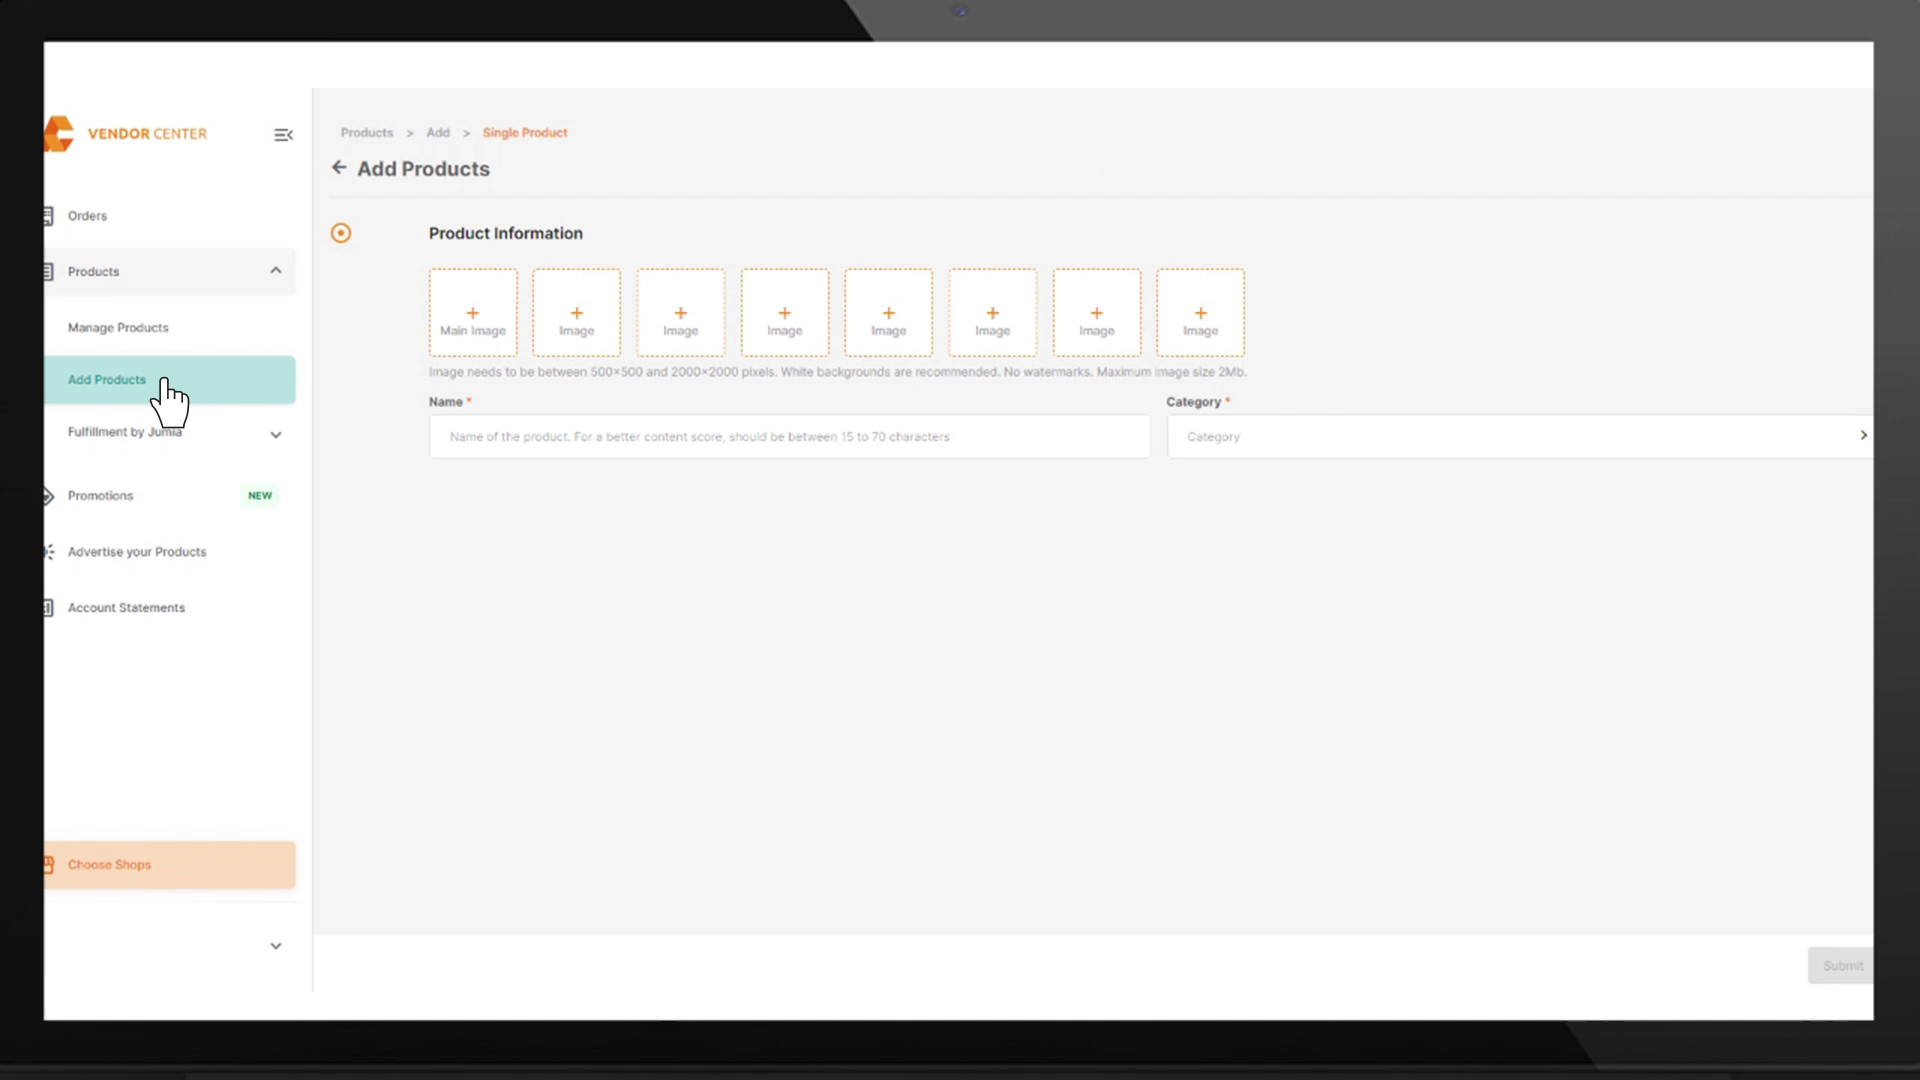 VENDOR CENTER
Orders
Products
Manage Products
Add Products
Fulfillment by Jumia
Promotions
NEW
Advertise your Products
Account Statements
Choose Shops
Products > Add > Single Product
Add Products
Product Information
Main Image
Image
Image
Image
Image
Image
Image
Image
Image needs to be between 500×500 and 2000×2000 pixels. White backgrounds are recommended. No watermarks. Maximum image size 2Mb.
Name *
Name of the product. For a better content score, should be between 15 to 70 characters
Category *
Category
Submit